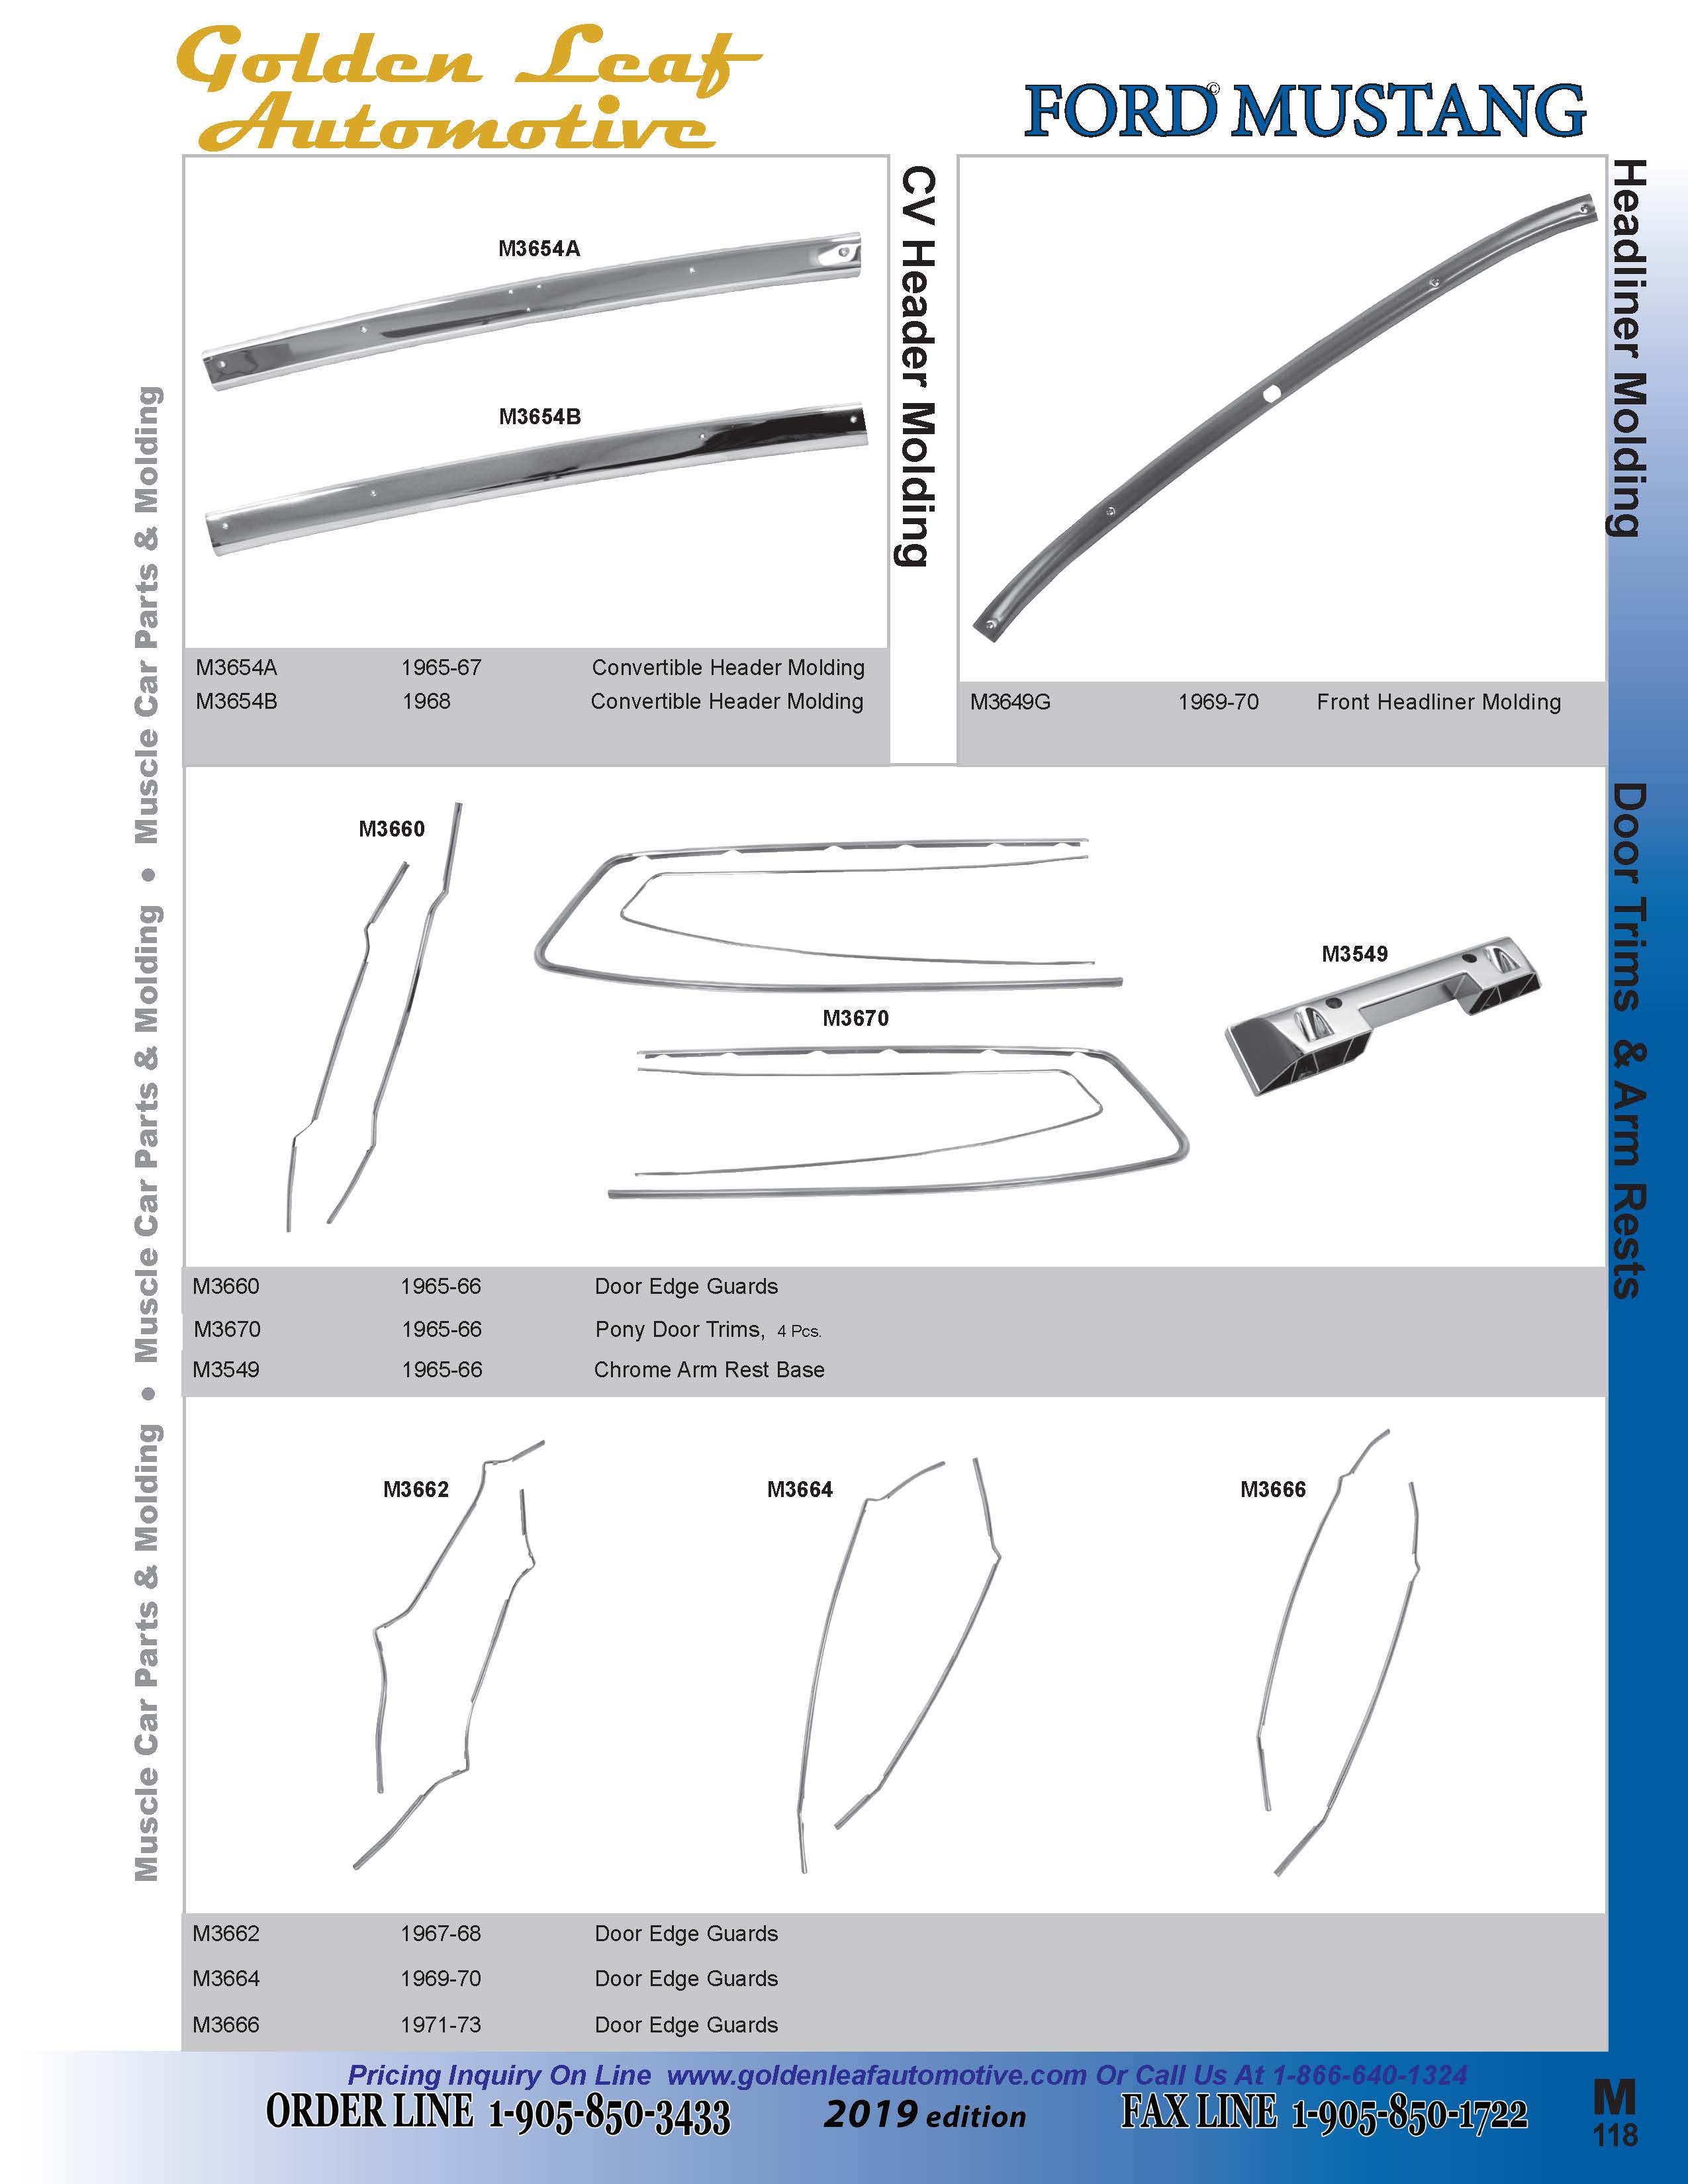 Golden Leaf
Automotive
FORD© MUSTANG
M3654A
M3654B
CV Header Molding
M3654A 1965-67 Convertible Header Molding
M3654B 1968 Convertible Header Molding
Headliner Molding
M3649G 1969-70 Front Headliner Molding
M3660
M3670
M3549
Door Trims & Arm Rests
M3660 1965-66 Door Edge Guards
M3670 1965-66 Pony Door Trims, 4 Pcs.
M3549 1965-66 Chrome Arm Rest Base
M3662
M3664
M3666
M3662 1967-68 Door Edge Guards
M3664 1969-70 Door Edge Guards
M3666 1971-73 Door Edge Guards
Muscle Car Parts & Molding • Muscle Car Parts & Molding • Muscle Car Parts & Molding
Pricing Inquiry On Line www.goldenleafautomotive.com Or Call Us At 1-866-640-1324
ORDER LINE 1-905-850-3433 2019 edition FAX LINE 1-905-850-1722
M
118